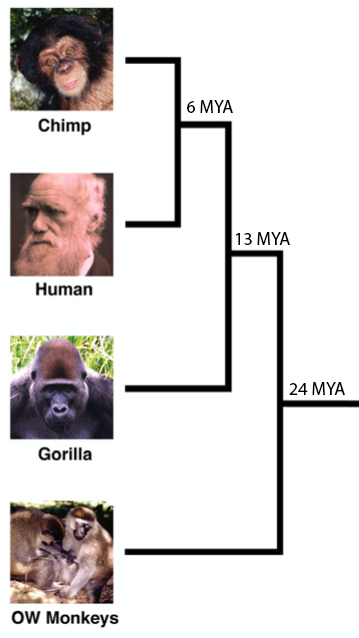 6 MYA
Chimp
13 MYA
Human
24 MYA
Gorilla
OW Monkeys